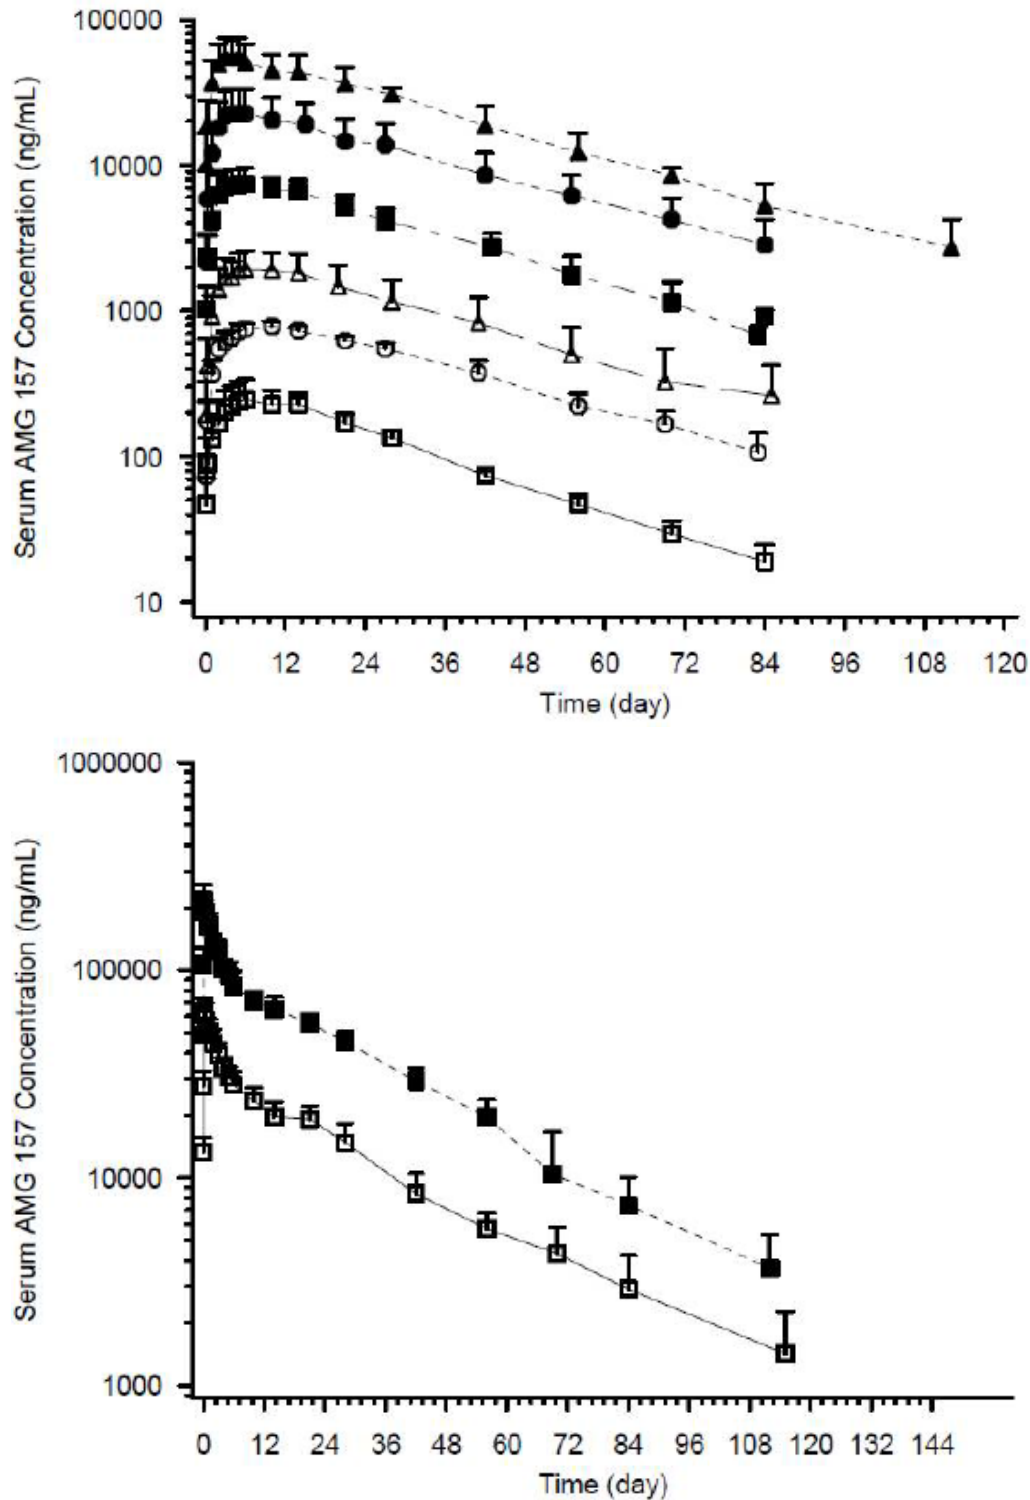 100000
10000
1000
100
10
Serum AMG 157 Concentration (ng/mL)
0 12 24 36 48 60 72 84 96 108 120
Time (day)
1000000
100000
10000
1000
Serum AMG 157 Concentration (ng/mL)
0 12 24 36 48 60 72 84 96 108 120 132 144
Time (day)